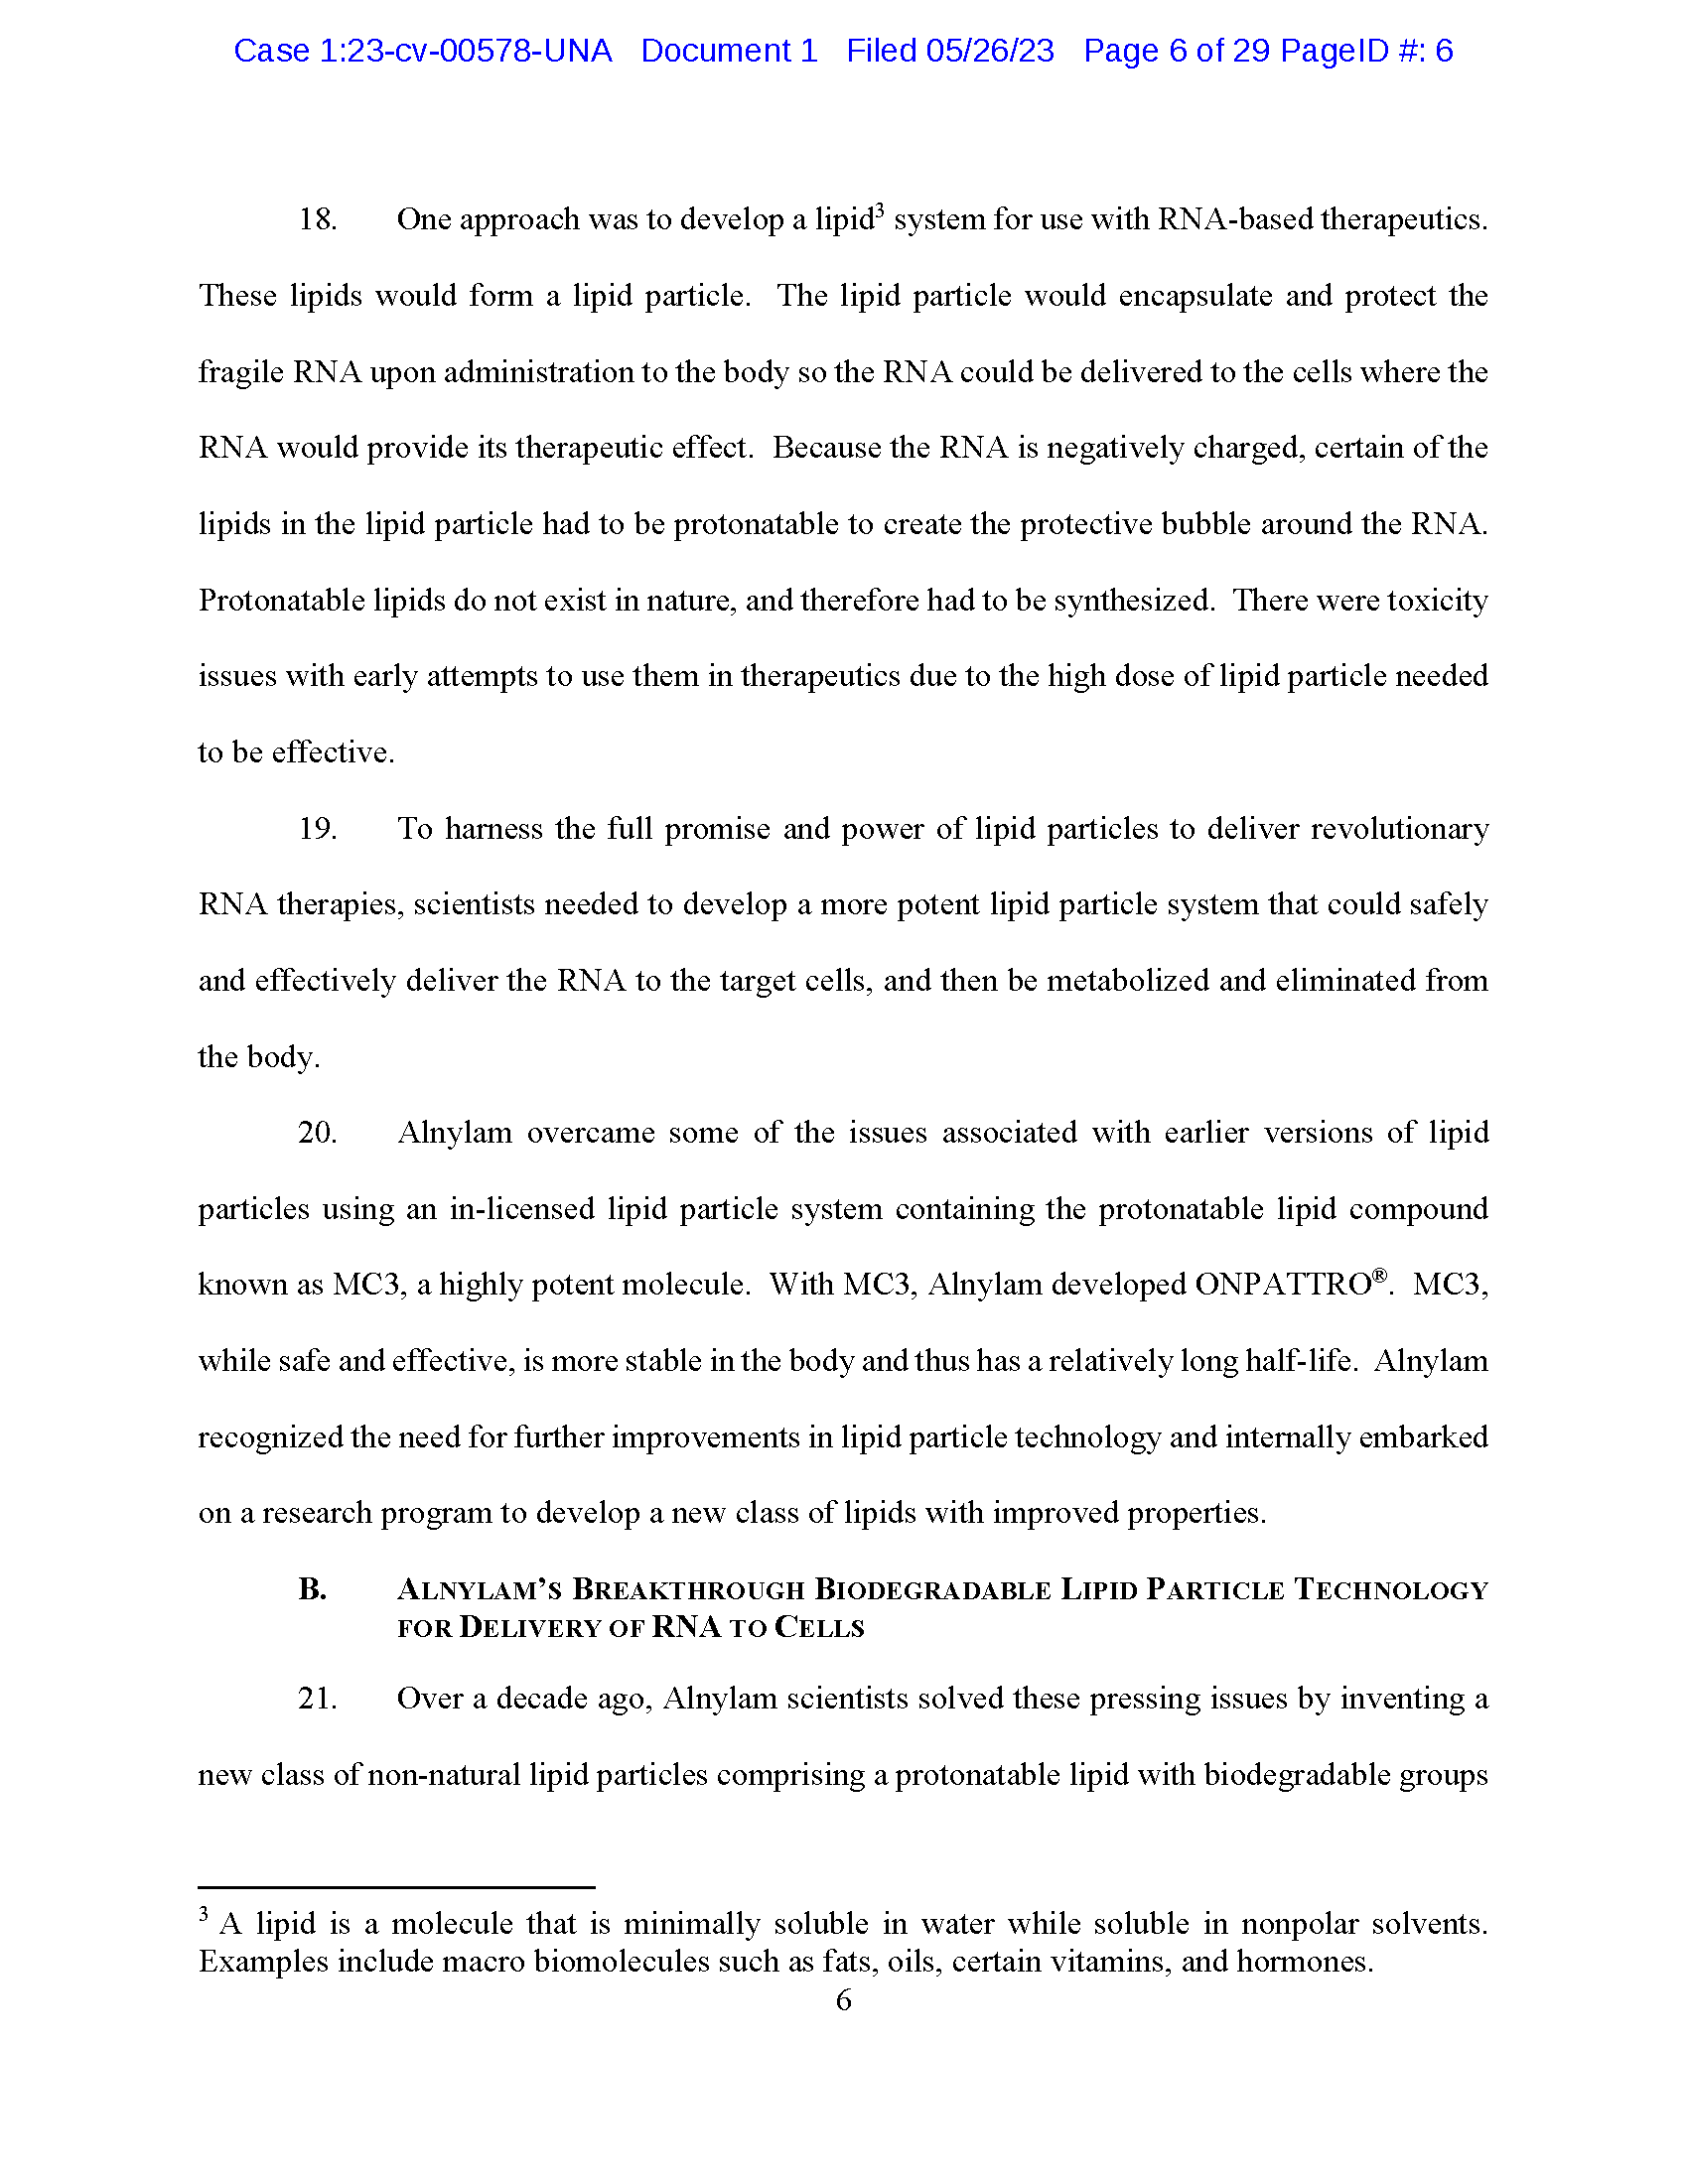 Case 1:23-cv-00578-UNA Document 1 Filed 05/26/23 Page 6 of 29 PageID #: 6
18. One approach was to develop a lipid³ system for use with RNA-based therapeutics.
These lipids would form a lipid particle. The lipid particle would encapsulate and protect the
fragile RNA upon administration to the body so the RNA could be delivered to the cells where the
RNA would provide its therapeutic effect. Because the RNA is negatively charged, certain of the
lipids in the lipid particle had to be protonatable to create the protective bubble around the RNA.
Protonatable lipids do not exist in nature, and therefore had to be synthesized. There were toxicity
issues with early attempts to use them in therapeutics due to the high dose of lipid particle needed
to be effective.
19. To harness the full promise and power of lipid particles to deliver revolutionary
RNA therapies, scientists needed to develop a more potent lipid particle system that could safely
and effectively deliver the RNA to the target cells, and then be metabolized and eliminated from
the body.
20. Alnylam overcame some of the issues associated with earlier versions of lipid
particles using an in-licensed lipid particle system containing the protonatable lipid compound
known as MC3, a highly potent molecule. With MC3, Alnylam developed ONPATTRO®. MC3,
while safe and effective, is more stable in the body and thus has a relatively long half-life. Alnylam
recognized the need for further improvements in lipid particle technology and internally embarked
on a research program to develop a new class of lipids with improved properties.
B. ALNYLAM’S BREAKTHROUGH BIODEGRADABLE LIPID PARTICLE TECHNOLOGY
FOR DELIVERY OF RNA TO CELLS
21. Over a decade ago, Alnylam scientists solved these pressing issues by inventing a
new class of non-natural lipid particles comprising a protonatable lipid with biodegradable groups
³ A lipid is a molecule that is minimally soluble in water while soluble in nonpolar solvents.
Examples include macro biomolecules such as fats, oils, certain vitamins, and hormones.
6